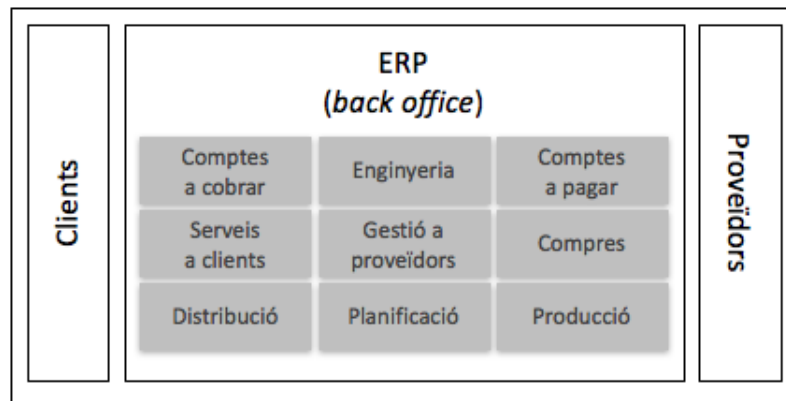 Clients
ERP
(back office)
Comptes
a cobrar
Enginyeria
Comptes
a pagar
Serveis
a clients
Gestió a
proveïdors
Compres
Distribució
Planificació
Producció
Proveïdors